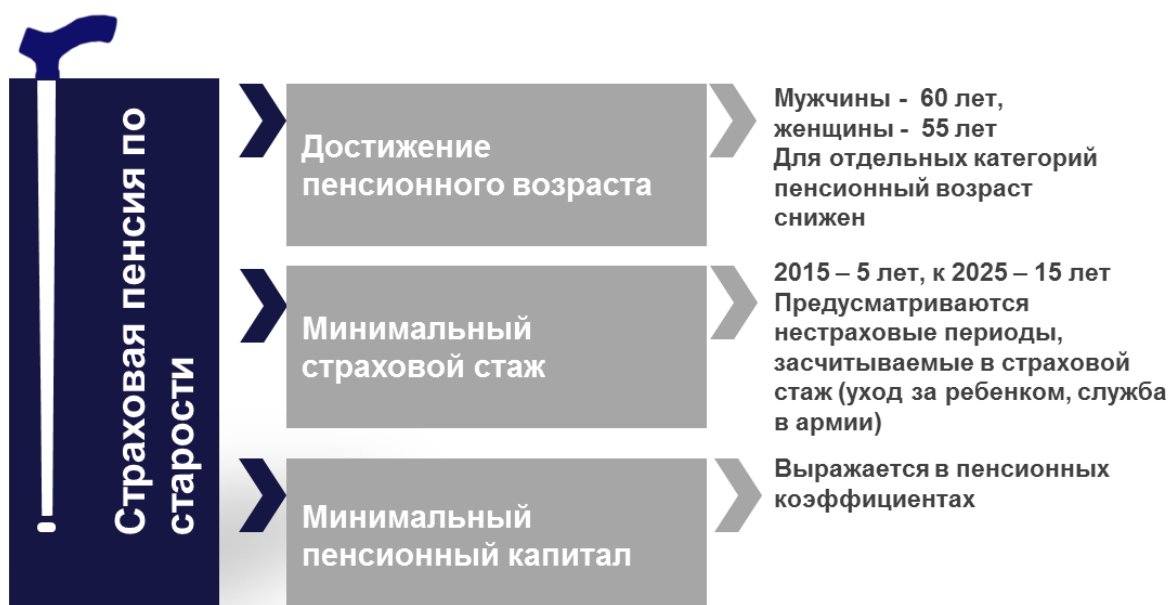 Страховая пенсия по
старости
Достижение
пенсионного возраста
Мужчины - 60 лет,
женщины - 55 лет
Для отдельных категорий
пенсионный возраст
снижен
Минимальный
страховой стаж
2015 – 5 лет, к 2025 – 15 лет
Предусматриваются
нестраховые периоды,
засчитываемые в страховой
стаж (уход за ребенком, служба
в армии)
Минимальный
пенсионный капитал
Выражается в пенсионных
коэффициентах